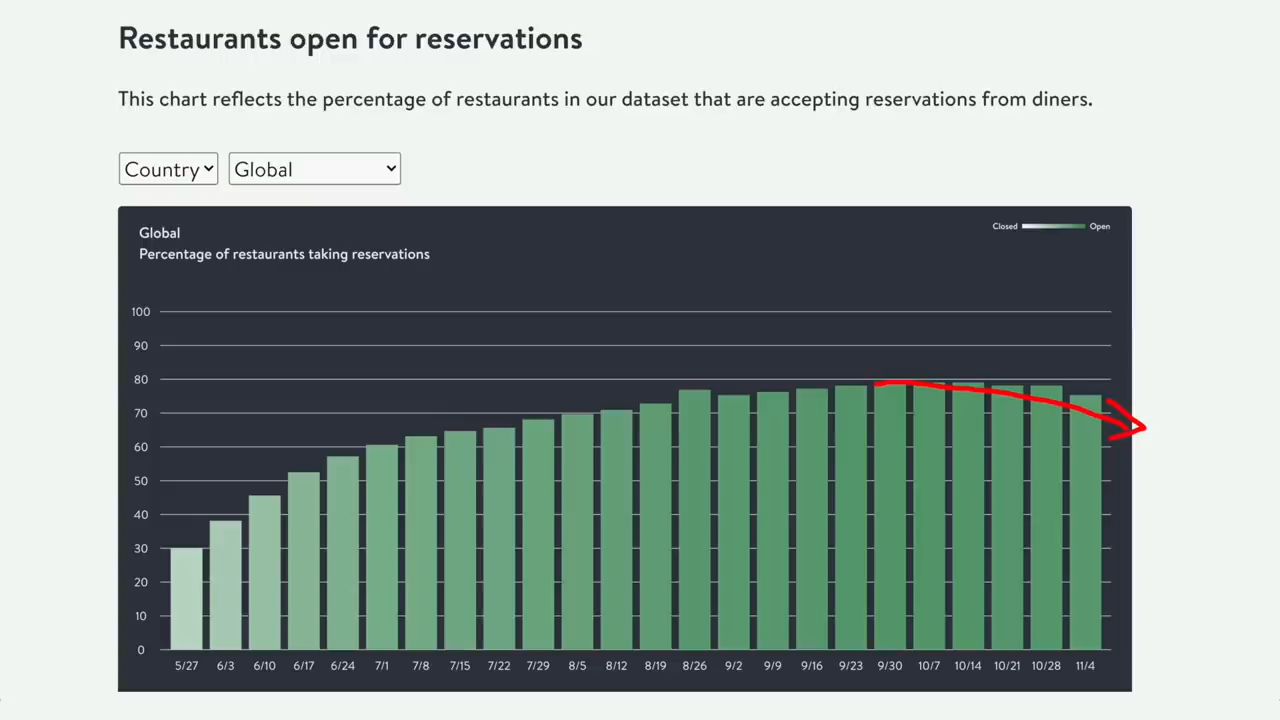 Restaurants open for reservations
This chart reflects the percentage of restaurants in our dataset that are accepting reservations from diners.
Country Global
Global
Closed Open
Percentage of restaurants taking reservations
100
90
80
70
60
50
40
30
20
10
0
5/27 6/3 6/10 6/17 6/24 7/1 7/8 7/15 7/22 7/29 8/5 8/12 8/19 8/26 9/2 9/9 9/16 9/23 9/30 10/7 10/14 10/21 10/28 11/4